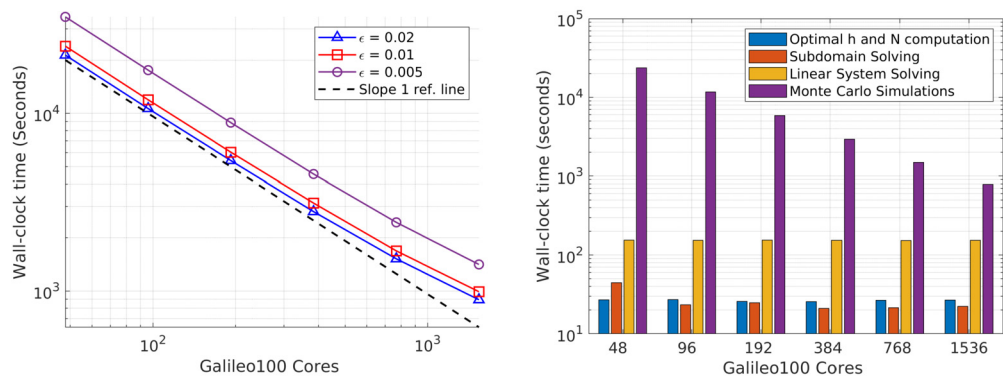 Wall-clock time (Seconds)
10^4
10^3
ϵ = 0.02
ϵ = 0.01
ϵ = 0.005
Slope 1 ref. line
10^2
10^3
Galileo100 Cores
Wall-clock time (seconds)
10^5
10^4
10^3
10^2
10^1
Optimal h and N computation
Subdomain Solving
Linear System Solving
Monte Carlo Simulations
48 96 192 384 768 1536
Galileo100 Cores